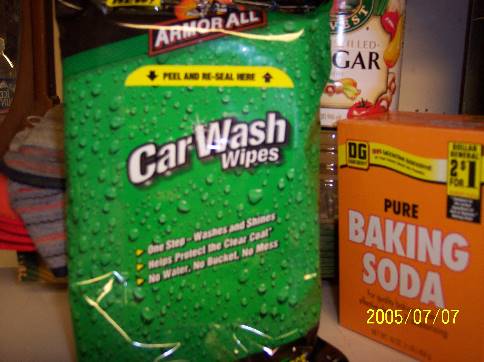 NEW!
ARMOR ALL
PEEL AND RE-SEAL HERE
Car Wash
Wipes
One Step - Washes and Shines
Helps Protect the Clear Coat*
No Water, No Bucket, No Mess
GAR
DG
DOLLAR
GENERAL
2 $1
FOR
PURE
BAKING
SODA
2005/07/07